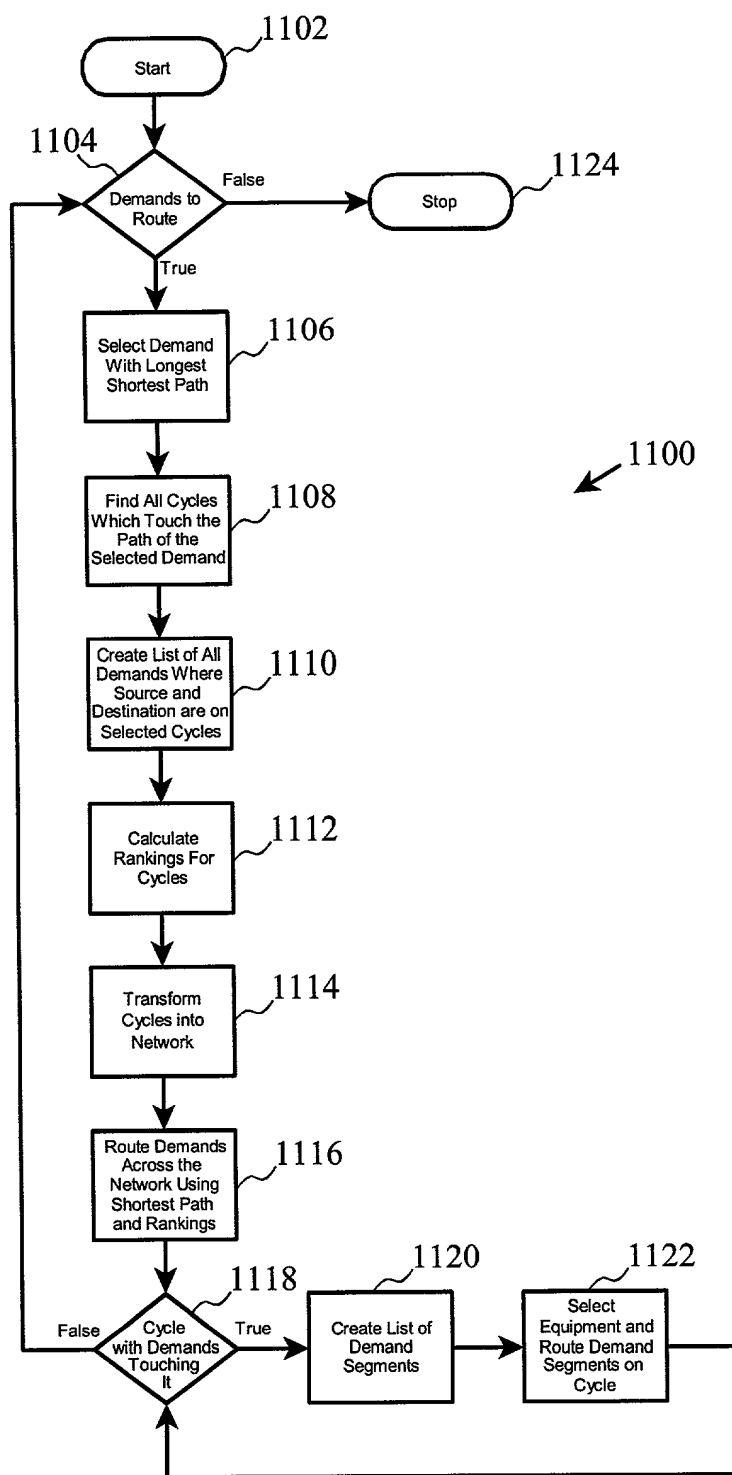 1102
Start
1104
Demands to
Route
False
1124
Stop
True
1106
Select Demand
With Longest
Shortest Path
1100
1108
Find All Cycles
Which Touch the
Path of the
Selected Demand
1110
Create List of All
Demands Where
Source and
Destination are on
Selected Cycles
1112
Calculate
Rankings For
Cycles
1114
Transform
Cycles into
Network
1116
Route Demands
Across the
Network Using
Shortest Path
and Rankings
1118
False
Cycle
with Demands
Touching
It
True
1120
Create List of
Demand
Segments
1122
Select
Equipment and
Route Demand
Segments on
Cycle